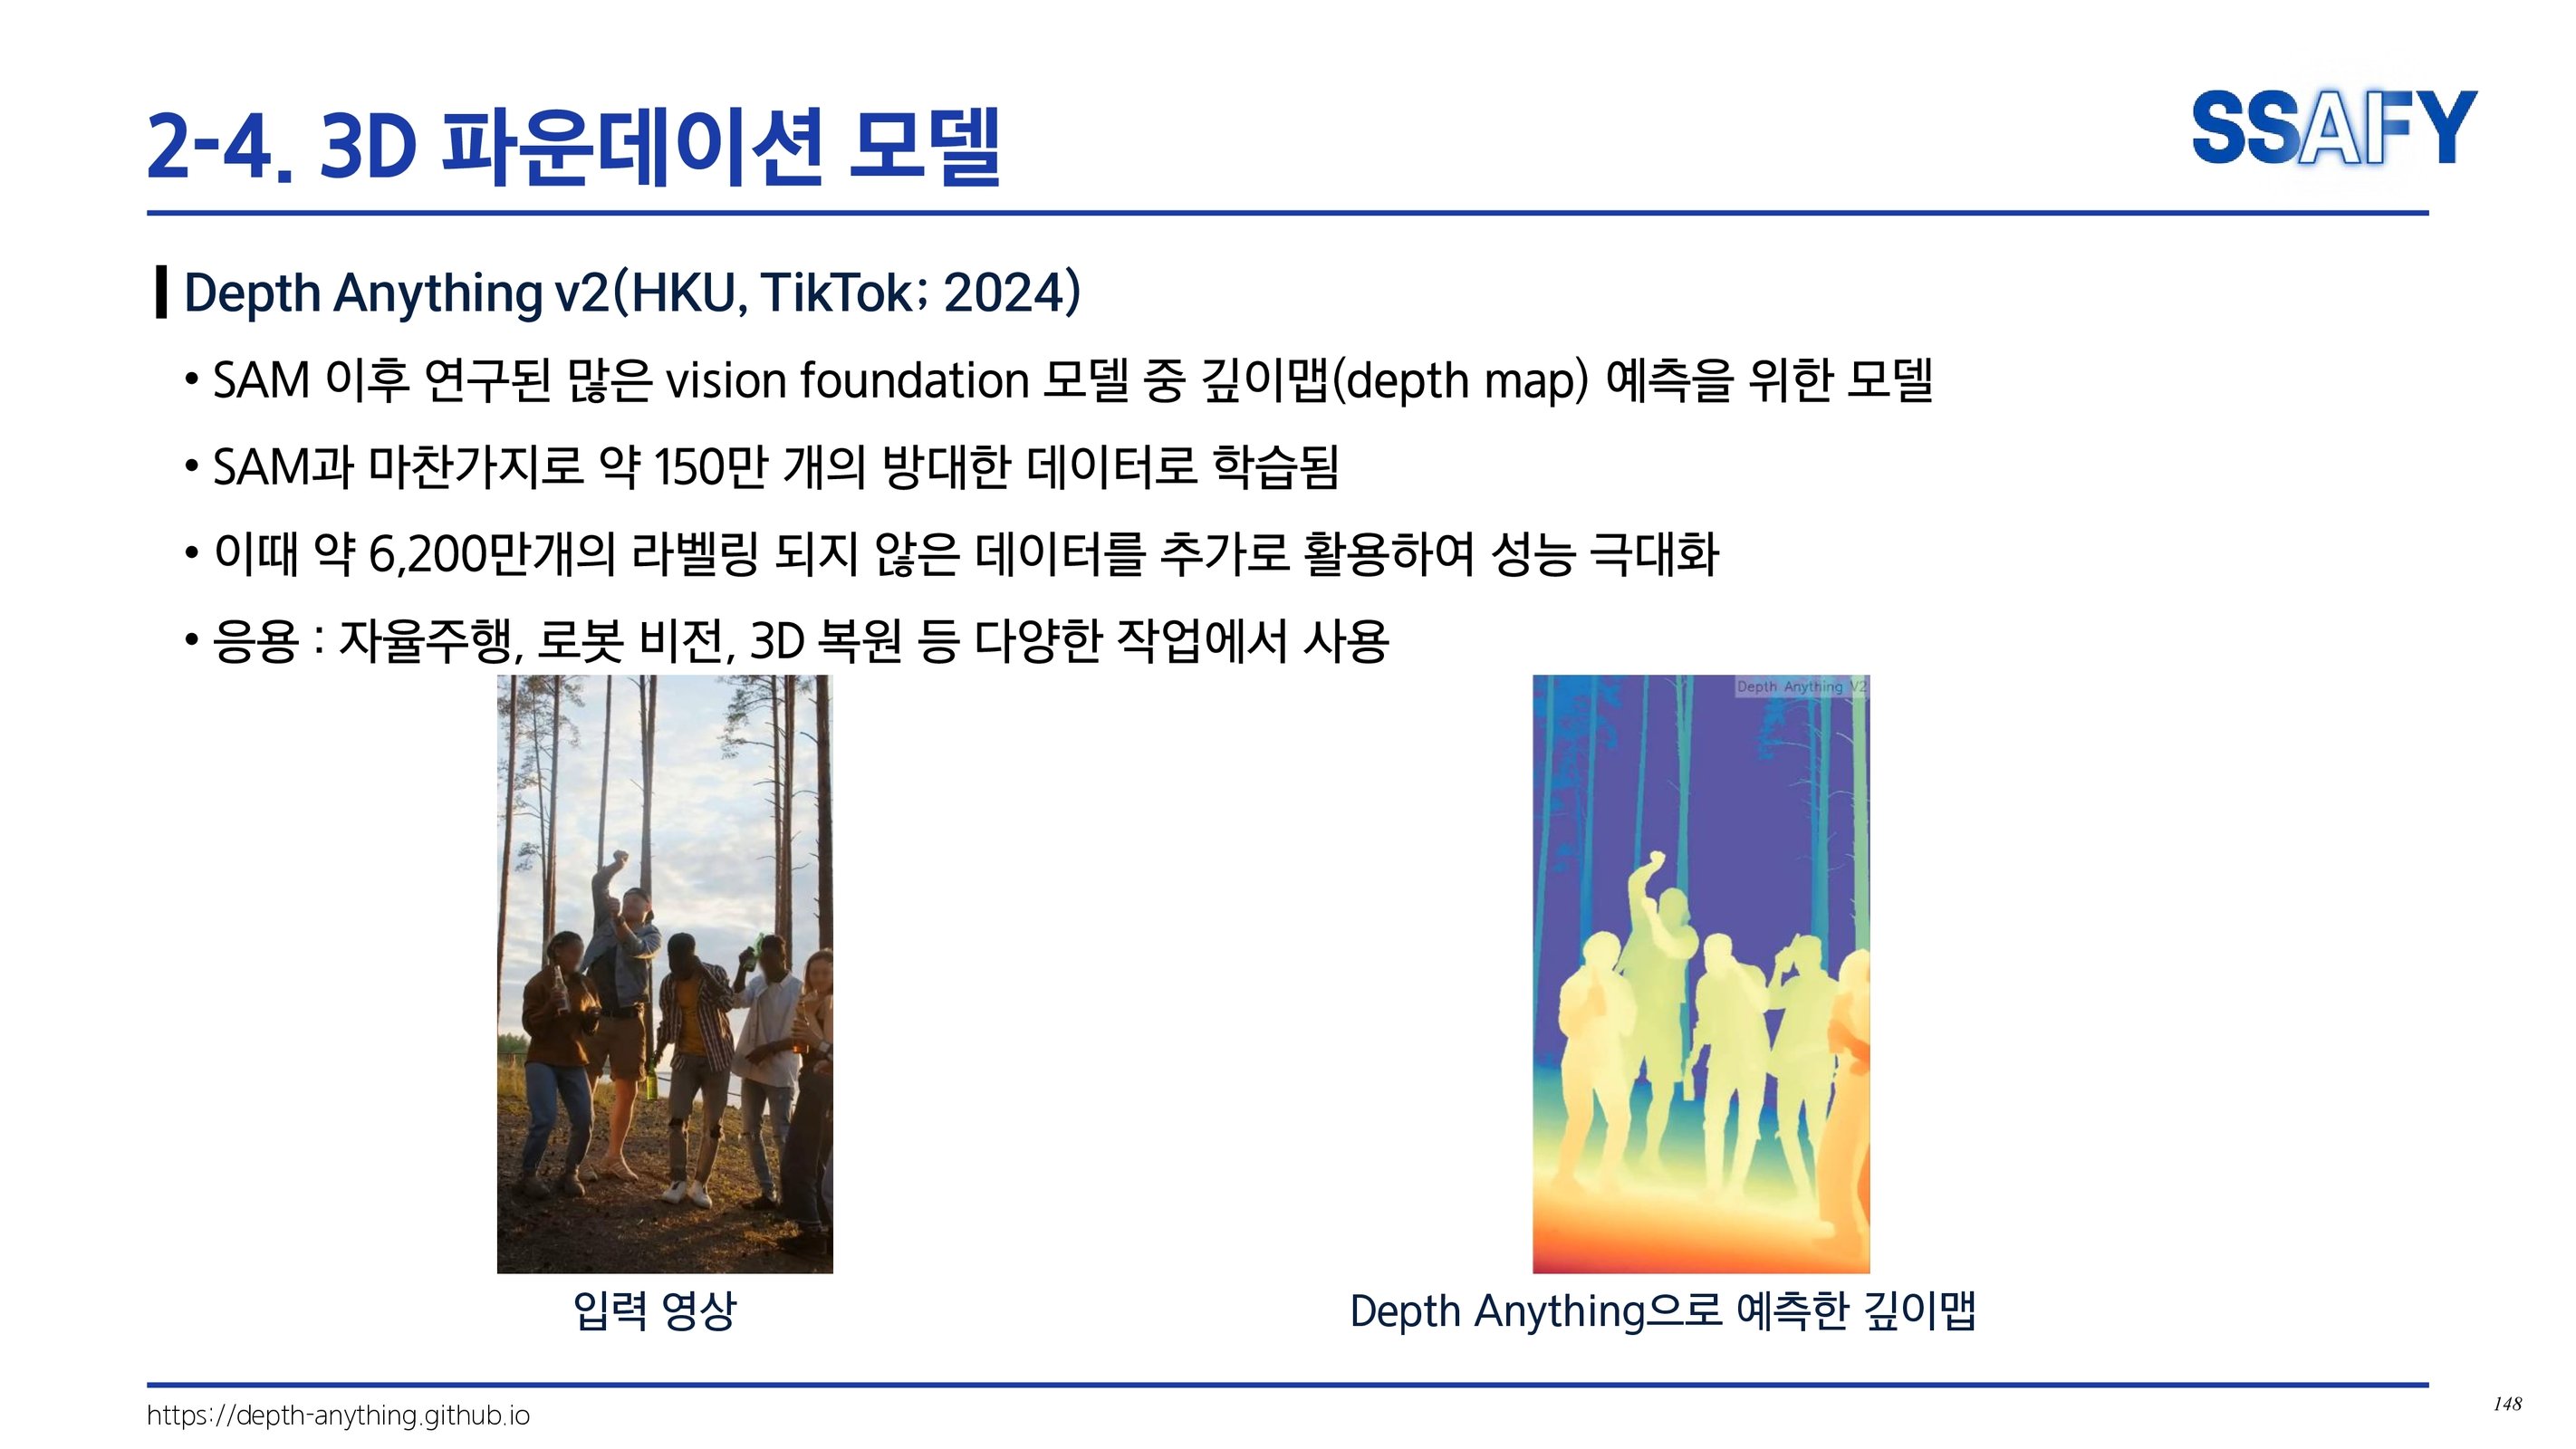 2-4. 3D 파운데이션 모델
SSAFY
Depth Anything v2(HKU, TikTok; 2024)
• SAM 이후 연구된 많은 vision foundation 모델 중 깊이맵(depth map) 예측을 위한 모델
• SAM과 마찬가지로 약 150만 개의 방대한 데이터로 학습됨
• 이때 약 6,200만개의 라벨링 되지 않은 데이터를 추가로 활용하여 성능 극대화
• 응용 : 자율주행, 로봇 비전, 3D 복원 등 다양한 작업에서 사용
Depth Anything V2
입력 영상
Depth Anything으로 예측한 깊이맵
https://depth-anything.github.io
148